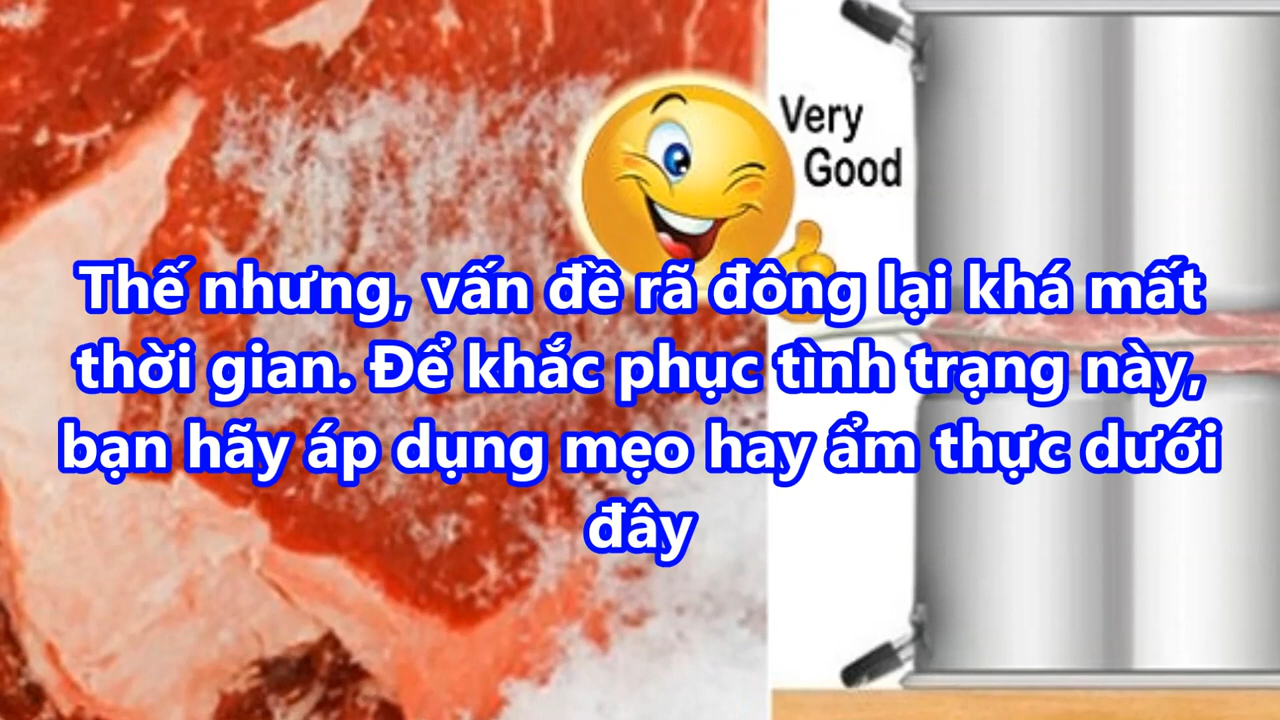 Very
Good
Thế nhưng, vấn đề rã đông lại khá mất
thời gian. Để khắc phục tình trạng này,
bạn hãy áp dụng mẹo hay ẩm thực dưới
đây